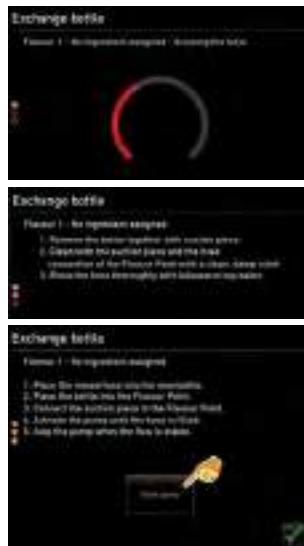 Exchange bottle
Flavour 1 - No ingredient assigned -
Exchange bottle
Flavour 1 - No ingredient assigned
1. Remove the bottle together with suction piece.
2. Clean both the suction piece and the hose
connection of the Flavour Point with a clean, damp cloth.
3. Rinse the hose thoroughly with lukewarm tap water.
Exchange bottle
Flavour 1 - No ingredient assigned
1. Place the hose into the new bottle.
2. Place the bottle into the Flavour Point.
3. Connect the suction piece to the Flavour Point.
4. Activate the pump until the hose is filled.
5. Stop the pump when the flow is stable.